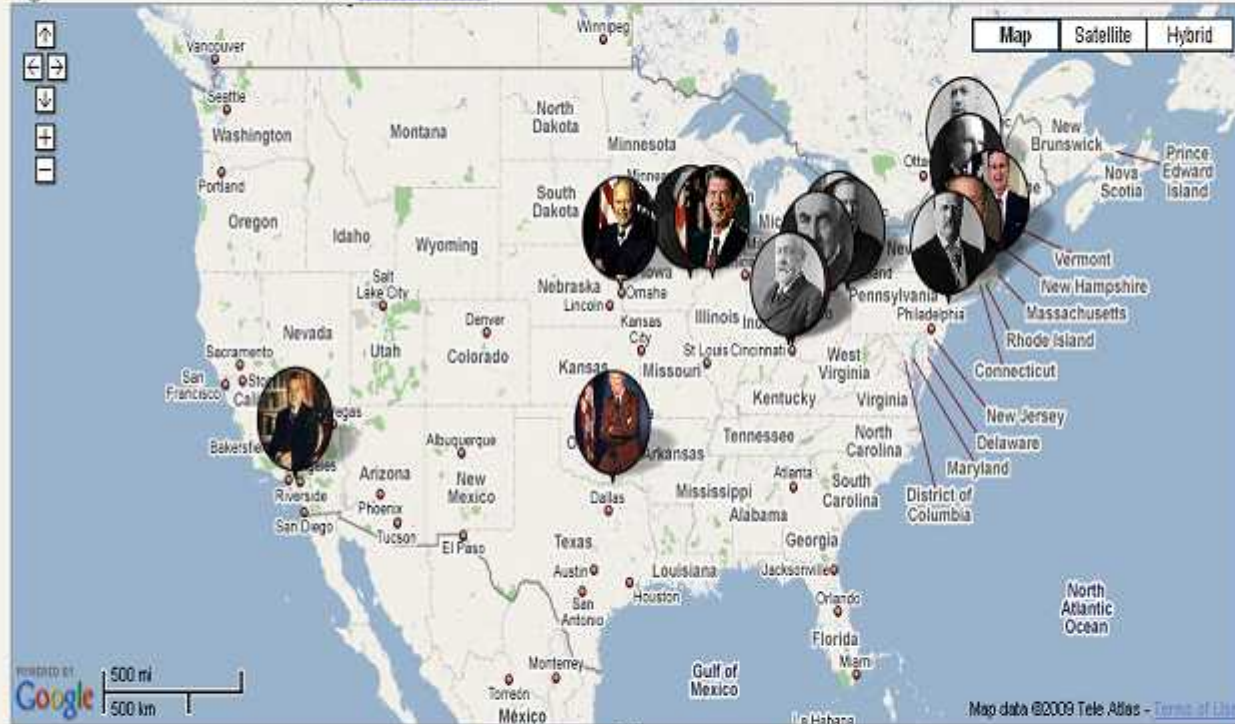 Map
Satellite
Hybrid
Winnipeg
Vancouver
Seattle
Washington
Montana
North
Dakota
Minnesota
New
Brunswick
Prince
Edward
Island
Nova
Scotia
Portland
Oregon
Idaho
Wyoming
South
Dakota
Vermont
New Hampshire
Massachusetts
Rhode Island
Connecticut
New Jersey
Delaware
Maryland
District of
Columbia
Salt
Lake City
Nebraska
Lincoln
Omaha
Pennsylvania
Philadelphia
Illinois
Nevada
Utah
Denver
Colorado
Kansas
City
Kansas
Missouri
St Louis
Cincinnati
West
Virginia
Virginia
Kentucky
Sacramento
San
Francisco
Albuquerque
Arizona
New
Mexico
Phoenix
Tucson
El Paso
Riverside
San Diego
Tennessee
North
Carolina
South
Carolina
Atlanta
Mississippi
Alabama
Georgia
Dallas
Texas
Austin
San
Antonio
Houston
Louisiana
Jacksonville
Orlando
Florida
Miami
North
Atlantic
Ocean
Gulf of
Mexico
Monterrey
Torreón
México
La Habana
POWERED BY
Google
500 mi
500 km
Map data ©2009 Tele Atlas - Terms of Use